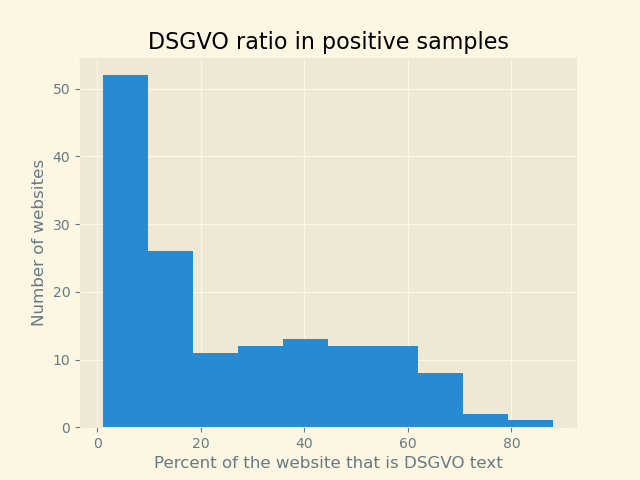 DSGVO ratio in positive samples
Number of websites
50
40
30
20
10
0
0 20 40 60 80
Percent of the website that is DSGVO text